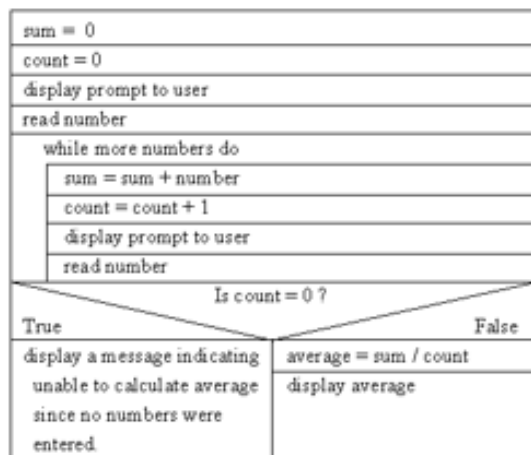 sum = 0
count = 0
display prompt to user
read number
while more numbers do
sum = sum + number
count = count + 1
display prompt to user
read number
Is count = 0 ?
True
False
display a message indicating
unable to calculate average
since no numbers were
entered.
average = sum / count
display average